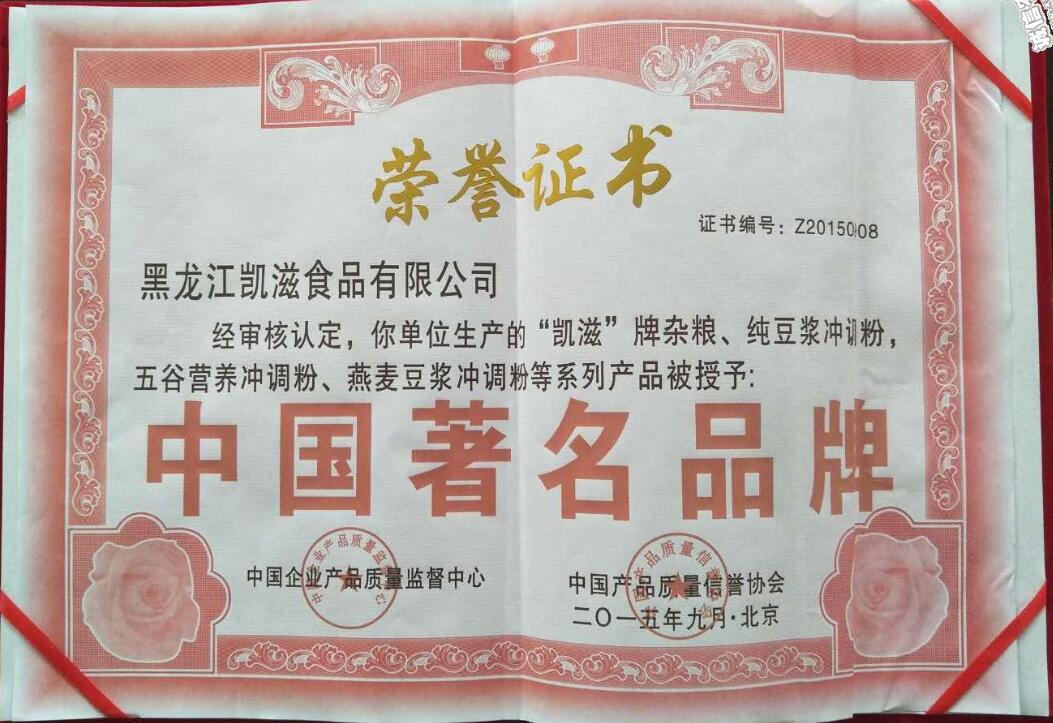 荣誉证书
证书编号：Z2015008
黑龙江凯滋食品有限公司
经审核认定，你单位生产的“凯滋”牌杂粮、纯豆浆冲调粉，
五谷营养冲调粉、燕麦豆浆冲调粉等系列产品被授予：
中国著名品牌
中国企业产品质量监督中心
中国产品质量信誉协会
二〇一五年九月·北京